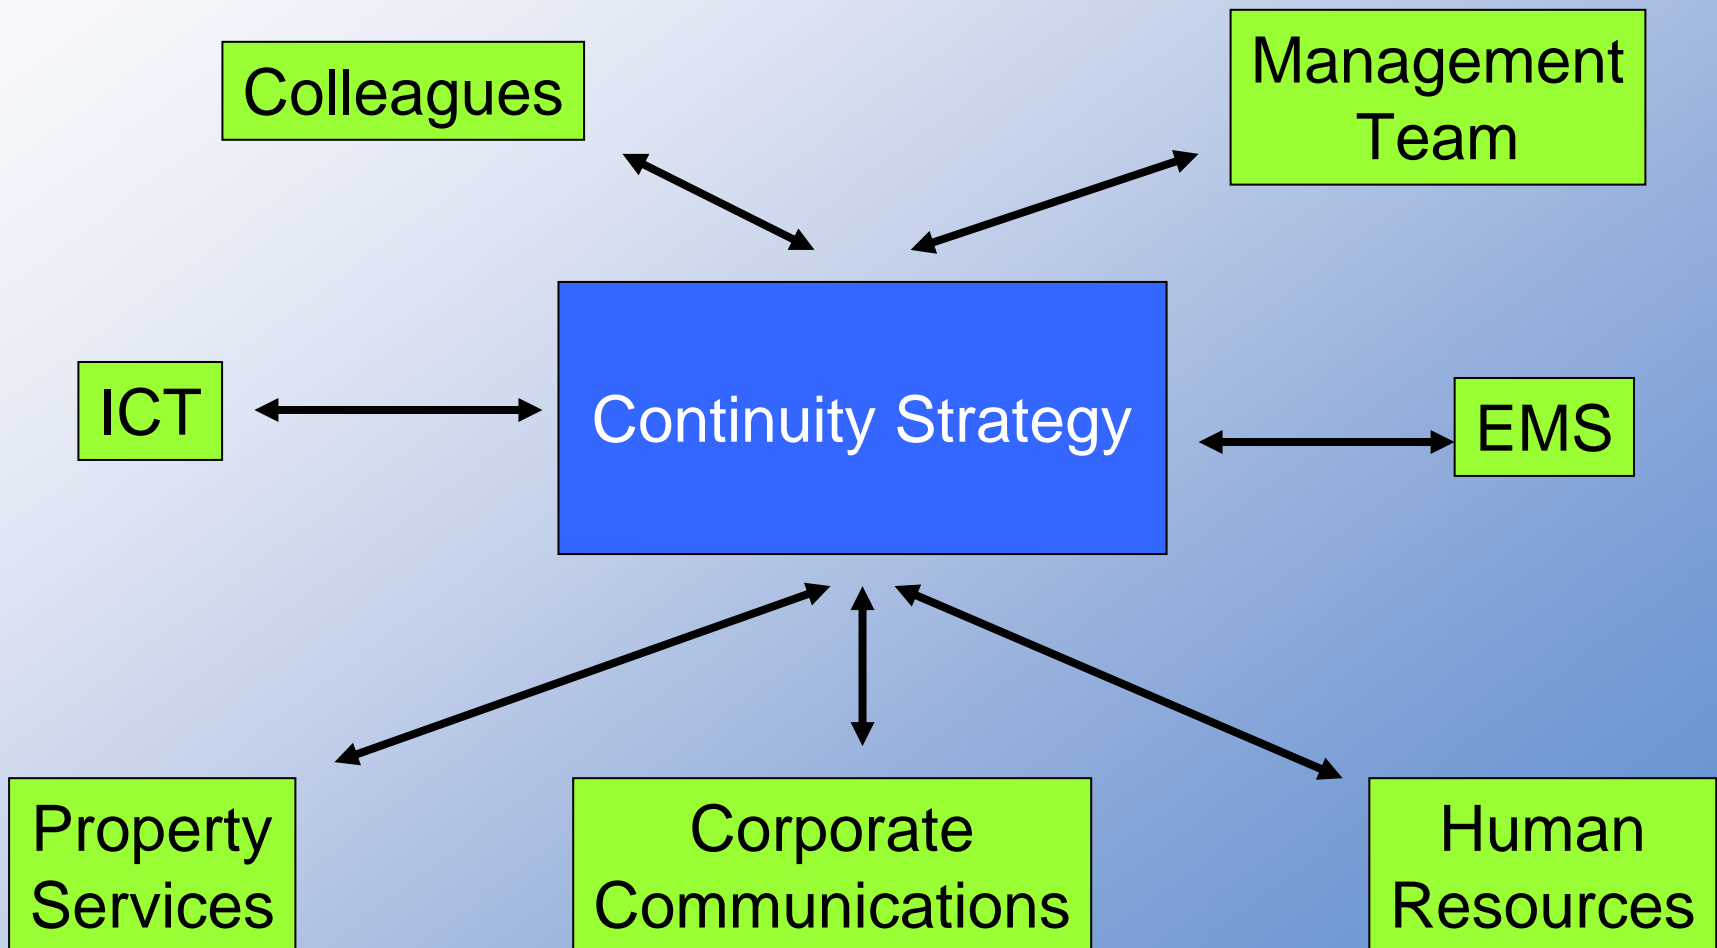 Colleagues
Management
Team
ICT
Continuity Strategy
EMS
Property
Services
Corporate
Communications
Human
Resources